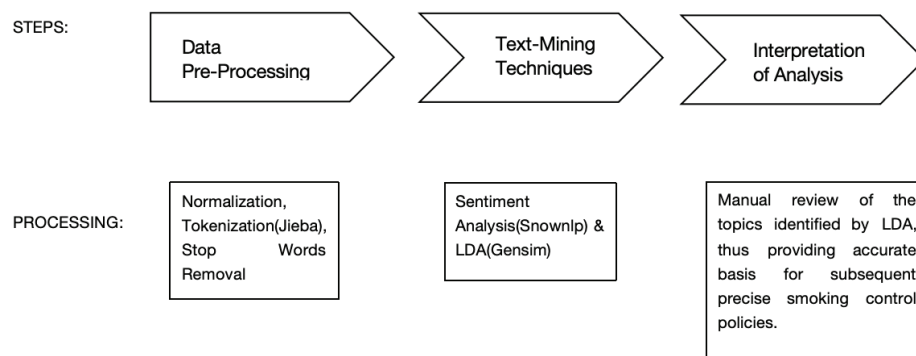 STEPS:
Data
Pre-Processing
Text-Mining
Techniques
Interpretation
of Analysis
PROCESSING:
Normalization,
Tokenization(Jieba),
Stop Words
Removal
Sentiment
Analysis(Snownlp) &
LDA(Gensim)
Manual review of the
topics identified by LDA,
thus providing accurate
basis for subsequent
precise smoking control
policies.